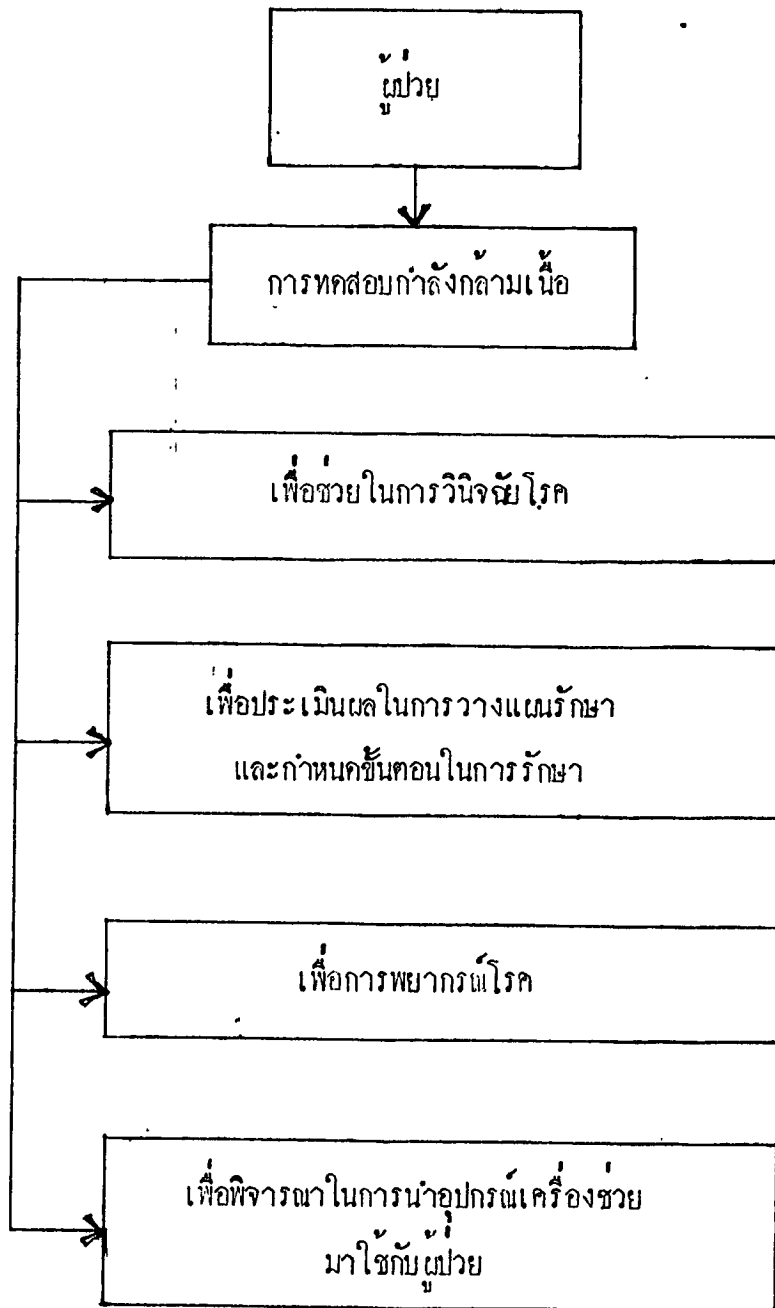 ผู้ป่วย
การทดสอบกำลังกล้ามเนื้อ
เพื่อช่วยในการวินิจฉัยโรค
เพื่อประเมินผลในการวางแผนรักษา
และกำหนดขั้นตอนในการรักษา
เพื่อการพยากรณ์โรค
เพื่อพิจารณาในการนำอุปกรณ์เครื่องช่วย
มาใช้กับผู้ป่วย